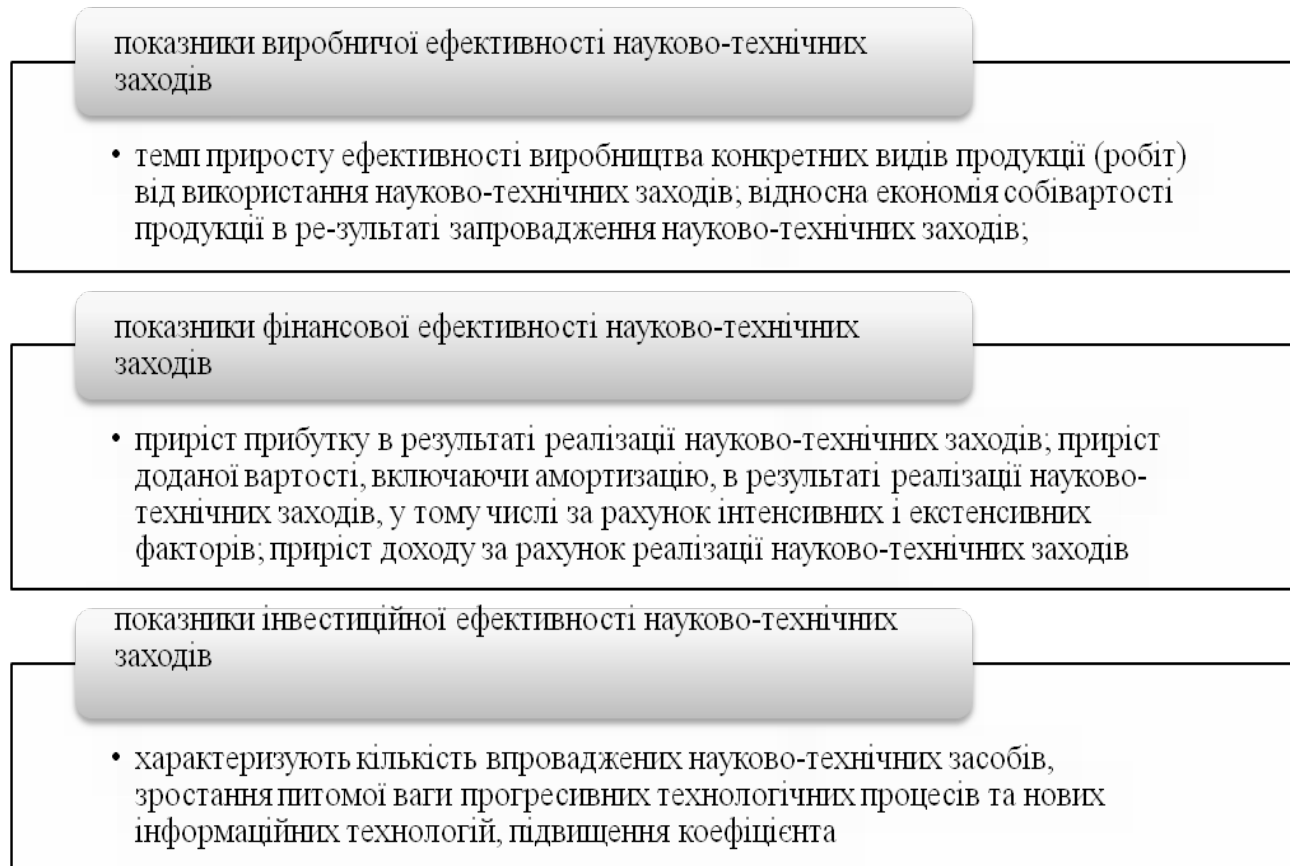 показники виробничої ефективності науково-технічних
заходів
• темп приросту ефективності виробництва конкретних видів продукції (робіт)
від використання науково-технічних заходів; відносна економія собівартості
продукції в ре-зультаті запровадження науково-технічних заходів;
показники фінансової ефективності науково-технічних
заходів
• приріст прибутку в результаті реалізації науково-технічних заходів; приріст
доданої вартості, включаючи амортизацію, в результаті реалізації науково-
технічних заходів, у тому числі за рахунок інтенсивних і екстенсивних
факторів; приріст доходу за рахунок реалізації науково-технічних заходів
показники інвестиційної ефективності науково-технічних
заходів
• характеризують кількість впроваджених науково-технічних засобів,
зростання питомої ваги прогресивних технологічних процесів та нових
інформаційних технологій, підвищення коефіцієнта